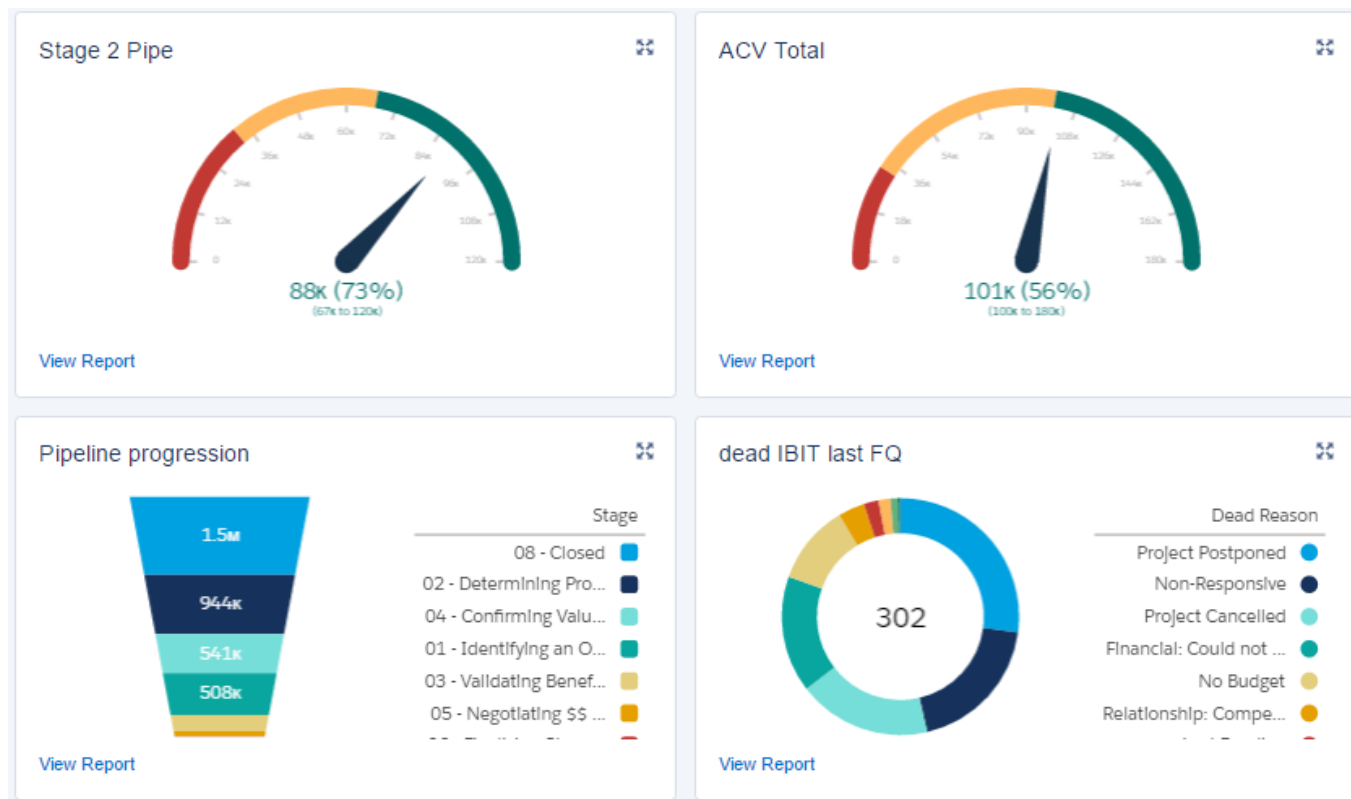 Stage 2 Pipe
0
12K
24K
36K
48K
60K
72K
84K
96K
108K
120K
88K (73%)
(67K to 120K)
View Report
ACV Total
0
18K
36K
54K
72K
90K
108K
126K
144K
162K
180K
101K (56%)
(100K to 180K)
View Report
Pipeline progression
1.5M
944K
541K
508K
Stage
08 - Closed
02 - Determining Pro...
04 - Confirming Valu...
01 - Identifying an O...
03 - Validating Benef...
05 - Negotiating $$ ...
View Report
dead IBIT last FQ
302
Dead Reason
Project Postponed
Non-Responsive
Project Cancelled
Financial: Could not ...
No Budget
Relationship: Compe...
View Report